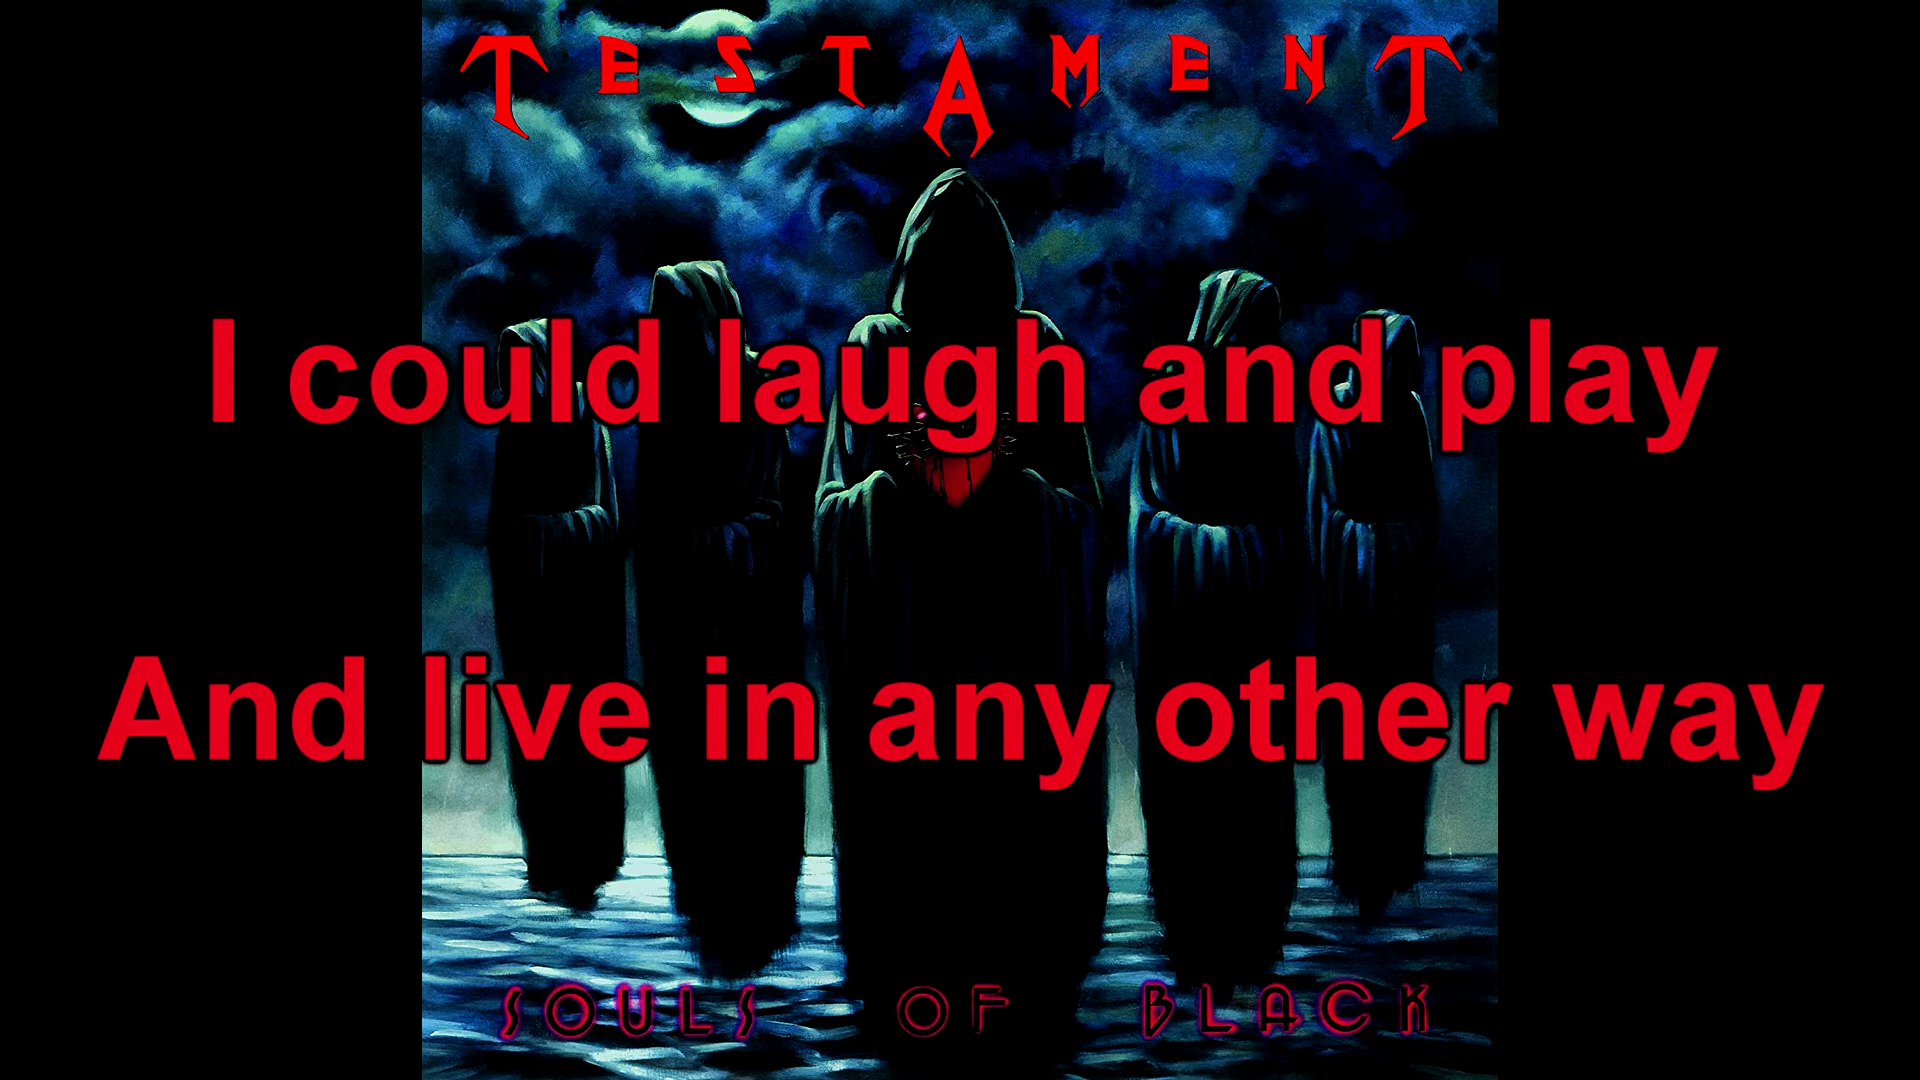 TESTAMENT
I could laugh and play
And live in any other way
SOULS OF BLACK